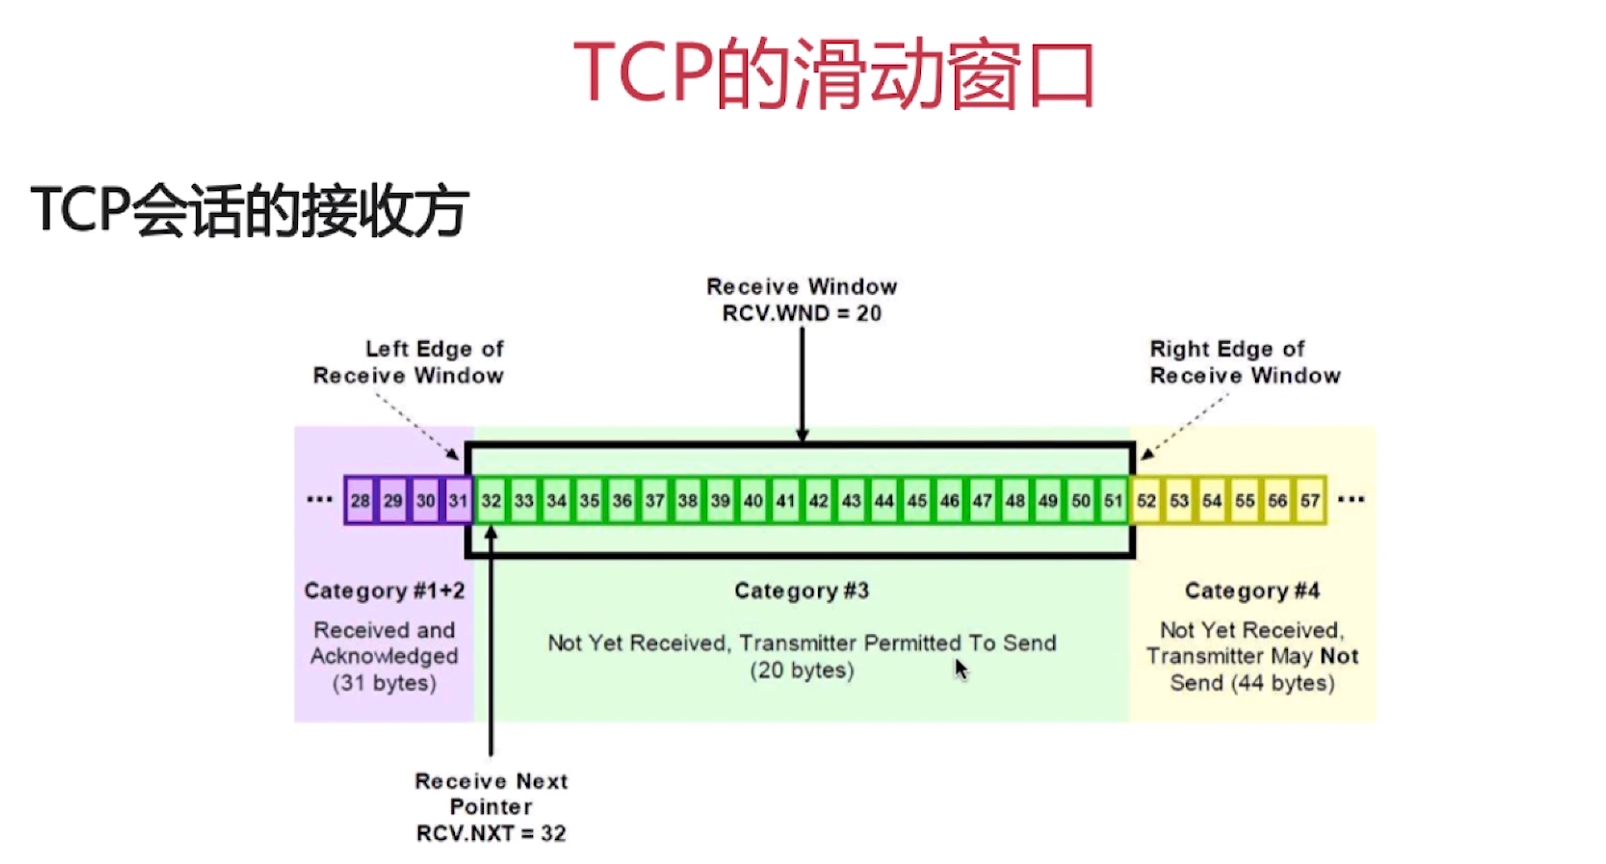 TCP的滑动窗口
TCP会话的接收方
Receive Window
RCV.WND = 20
Left Edge of
Receive Window
Right Edge of
Receive Window
... 28 29 30 31 32 33 34 35 36 37 38 39 40 41 42 43 44 45 46 47 48 49 50 51 52 53 54 55 56 57 ...
Category #1+2
Received and
Acknowledged
(31 bytes)
Category #3
Not Yet Received, Transmitter Permitted To Send
(20 bytes)
Category #4
Not Yet Received,
Transmitter May Not
Send (44 bytes)
Receive Next
Pointer
RCV.NXT = 32